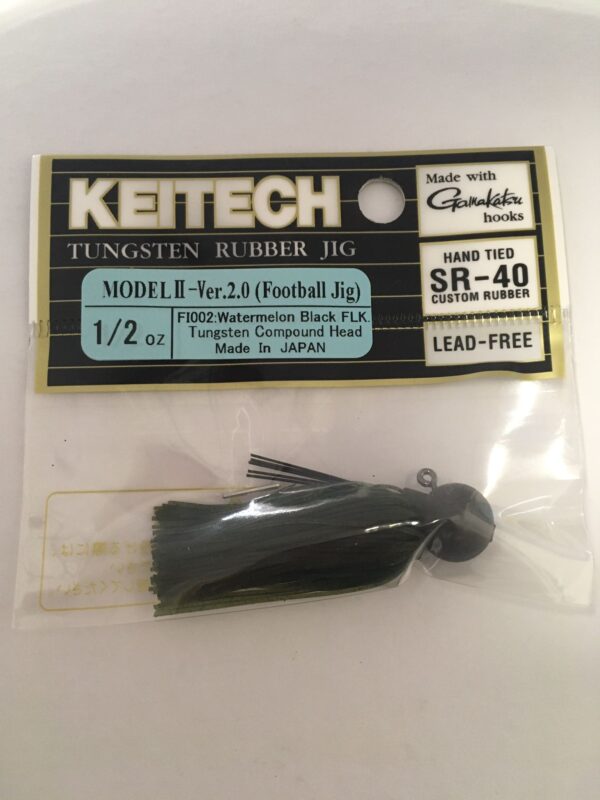 KEITECH
TUNGSTEN RUBBER JIG
MODEL II-Ver.2.0 (Football Jig)
1/2 oz
FI002:Watermelon Black FLK.
Tungsten Compound Head
Made In JAPAN
Made with
Gamakatsu
hooks
HAND TIED
SR-40
CUSTOM RUBBER
LEAD-FREE